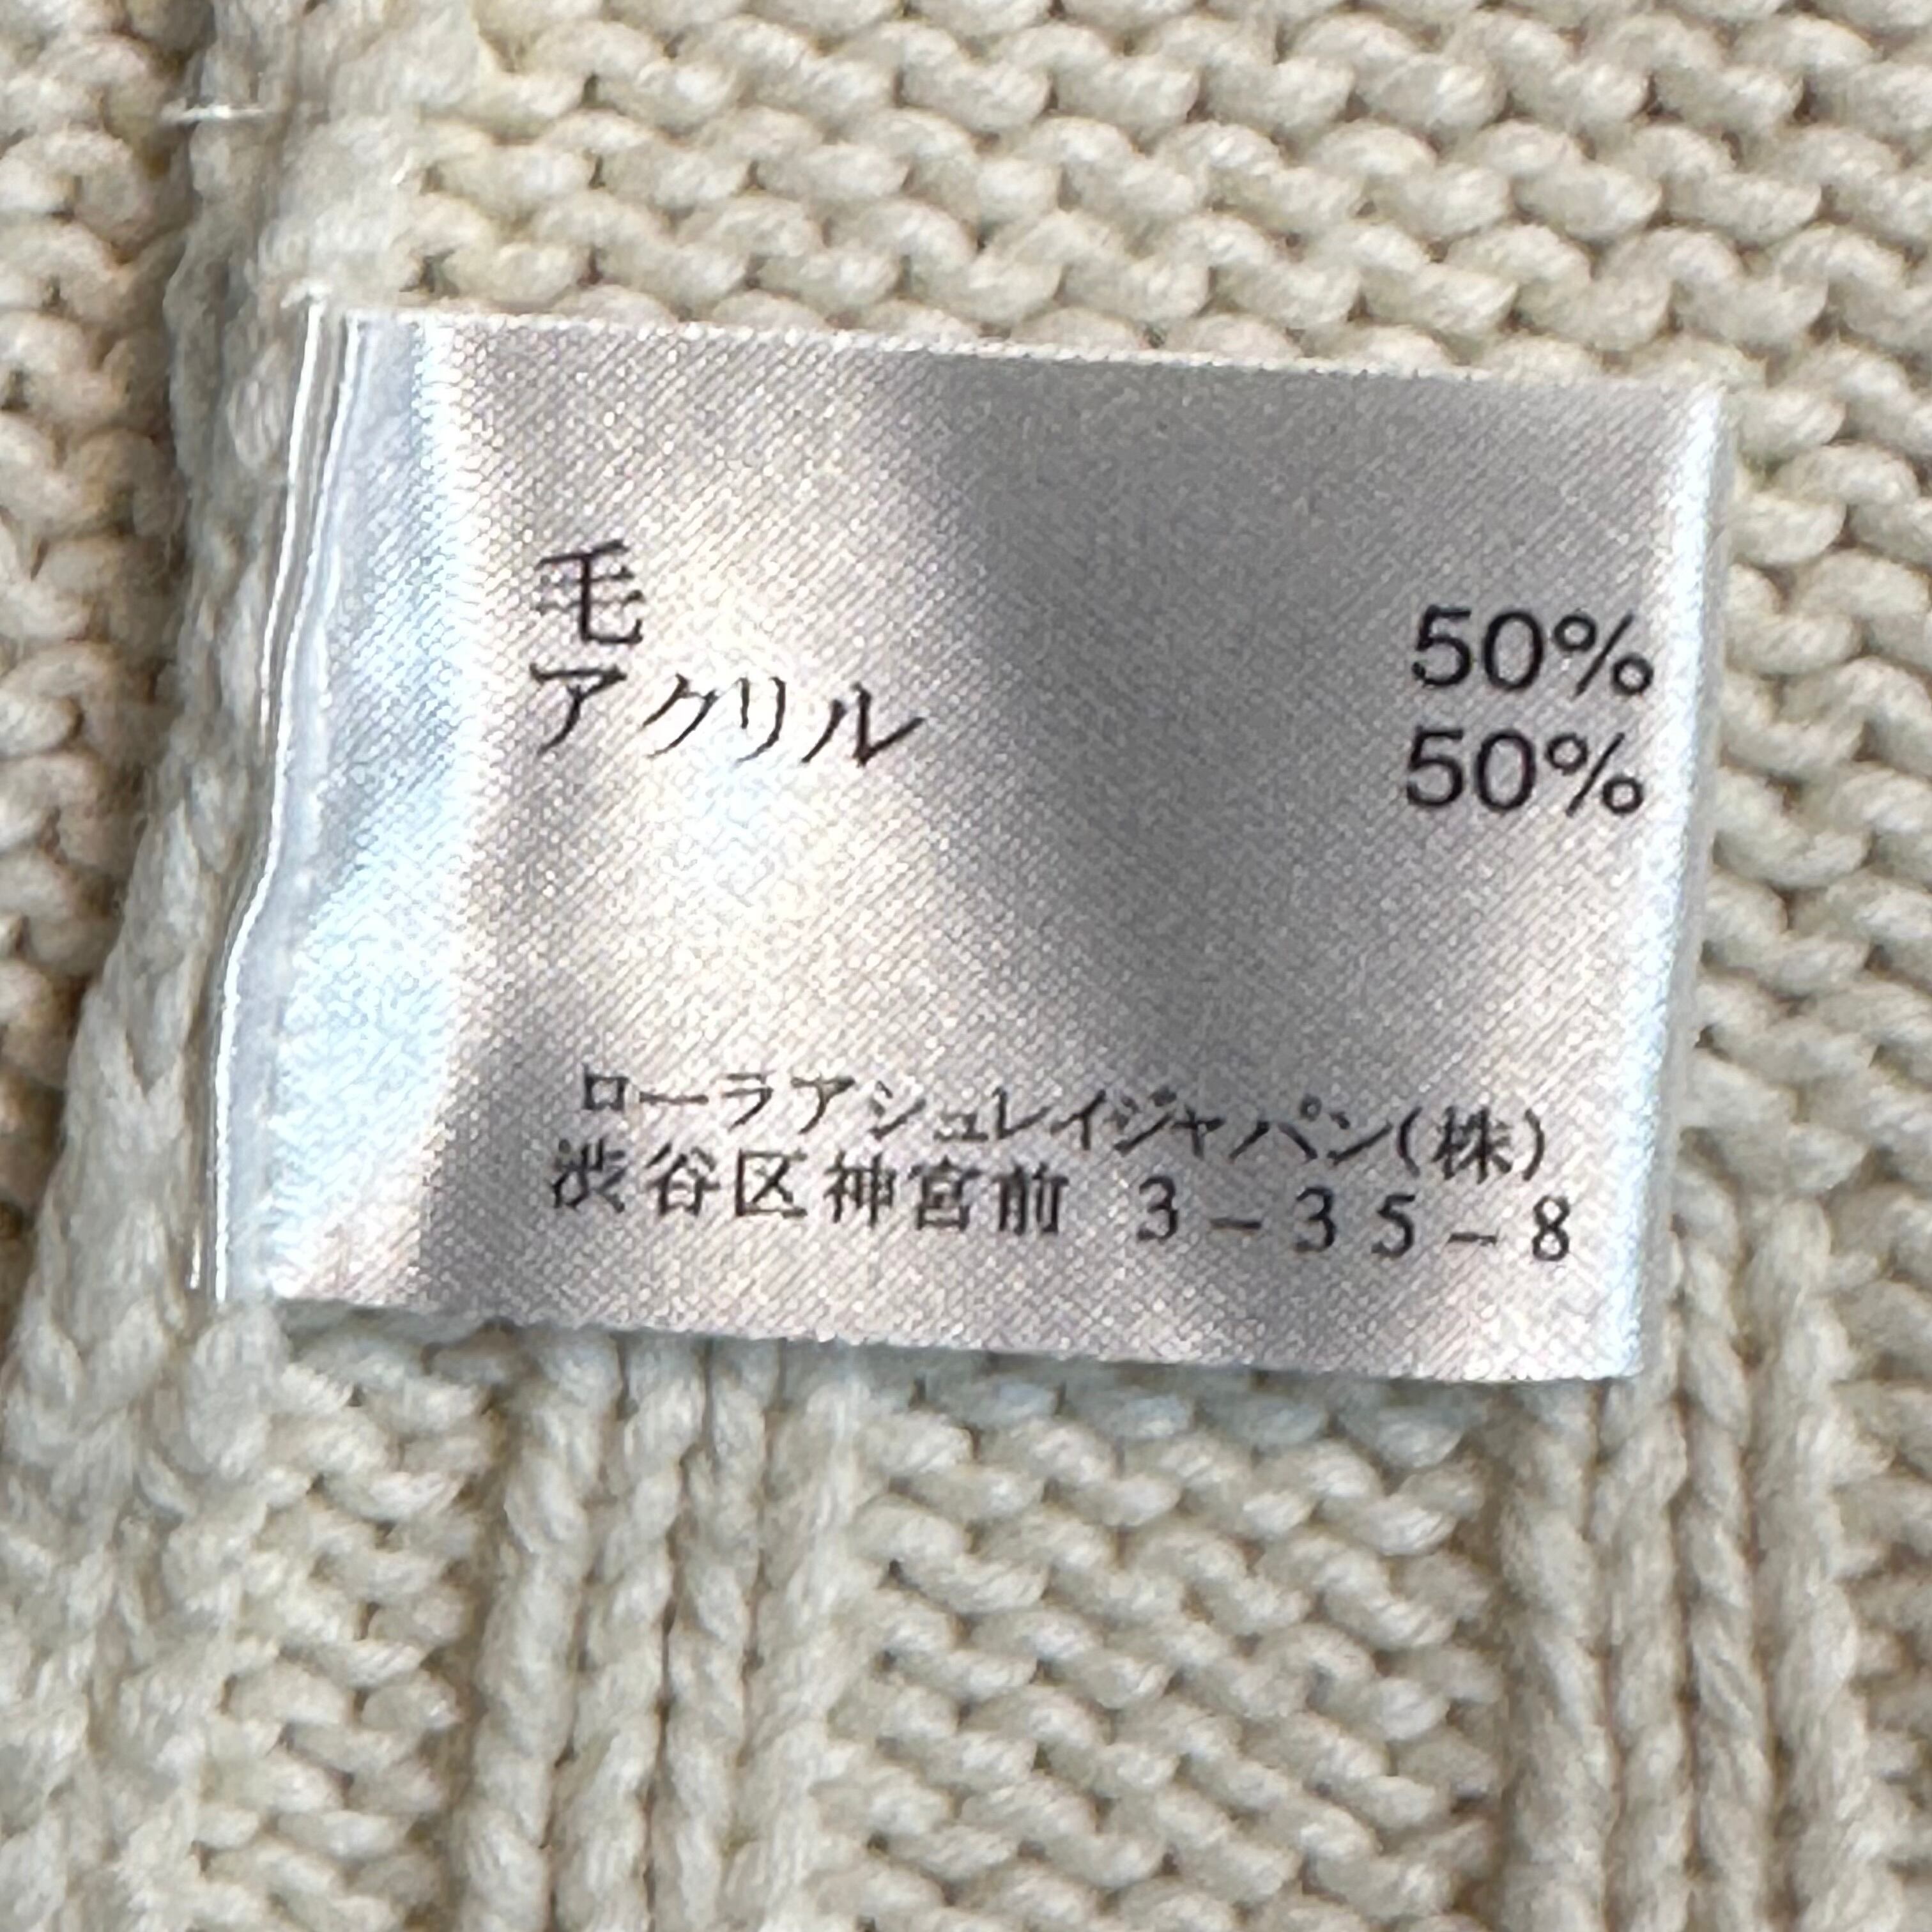 毛 50%
アクリル 50%
ローラアシュレイジャパン(株)
渋谷区神宮前 3-35-8